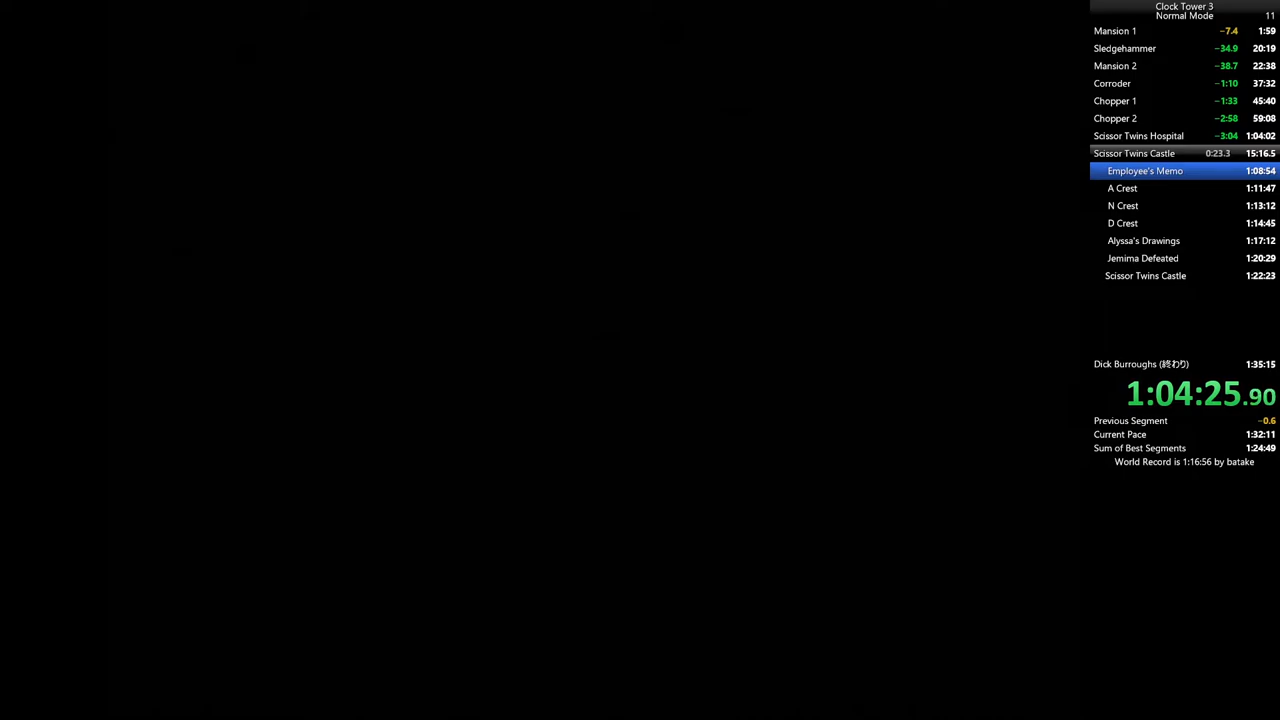 Clock Tower 3
Normal Mode 11
Mansion 1 −7.4 1:59
Sledgehammer −34.9 20:19
Mansion 2 −38.7 22:38
Corroder −1:10 37:32
Chopper 1 −1:33 45:40
Chopper 2 −2:58 59:08
Scissor Twins Hospital −3:04 1:04:02
Scissor Twins Castle 0:23.3 15:16.5
Employee's Memo 1:08:54
A Crest 1:11:47
N Crest 1:13:12
D Crest 1:14:45
Alyssa's Drawings 1:17:12
Jemima Defeated 1:20:29
Scissor Twins Castle 1:22:23
Dick Burroughs (終わり) 1:35:15
1:04:25.90
Previous Segment −0.6
Current Pace 1:32:11
Sum of Best Segments 1:24:49
World Record is 1:16:56 by batake